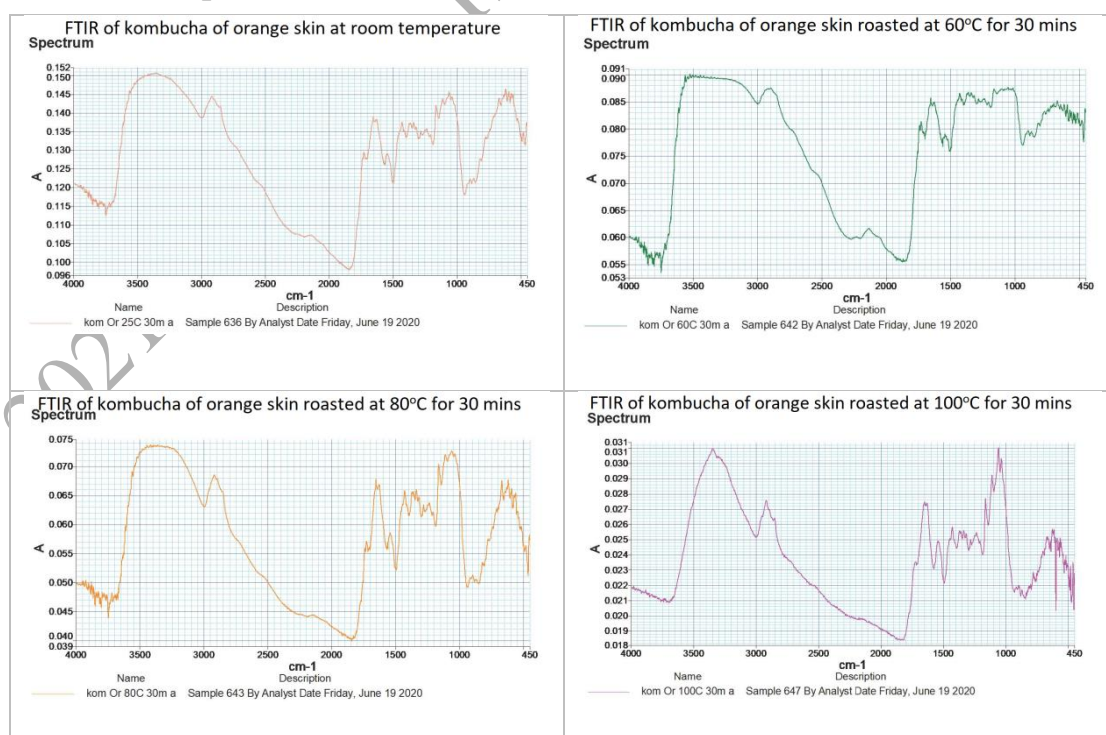 FTIR of kombucha of orange skin at room temperature
Spectrum
0.152
0.150
0.145
0.140
0.135
0.130
0.125
0.120
0.115
0.110
0.105
0.100
0.096
A
4000 3500 3000 2500 2000 1500 1000 450
cm-1
Name Description
kom Or 25C 30m a Sample 636 By Analyst Date Friday, June 19 2020
FTIR of kombucha of orange skin roasted at 60°C for 30 mins
Spectrum
0.091
0.090
0.085
0.080
0.075
0.070
0.065
0.060
0.055
0.053
A
4000 3500 3000 2500 2000 1500 1000 450
cm-1
Name Description
kom Or 60C 30m a Sample 642 By Analyst Date Friday, June 19 2020
FTIR of kombucha of orange skin roasted at 80°C for 30 mins
Spectrum
0.075
0.070
0.065
0.060
0.055
0.050
0.045
0.040
0.039
A
4000 3500 3000 2500 2000 1500 1000 450
cm-1
Name Description
kom Or 80C 30m a Sample 643 By Analyst Date Friday, June 19 2020
FTIR of kombucha of orange skin roasted at 100°C for 30 mins
Spectrum
0.031
0.031
0.030
0.029
0.028
0.027
0.026
0.025
0.024
0.023
0.022
0.021
0.020
0.019
0.018
A
4000 3500 3000 2500 2000 1500 1000 450
cm-1
Name Description
kom Or 100C 30m a Sample 647 By Analyst Date Friday, June 19 2020